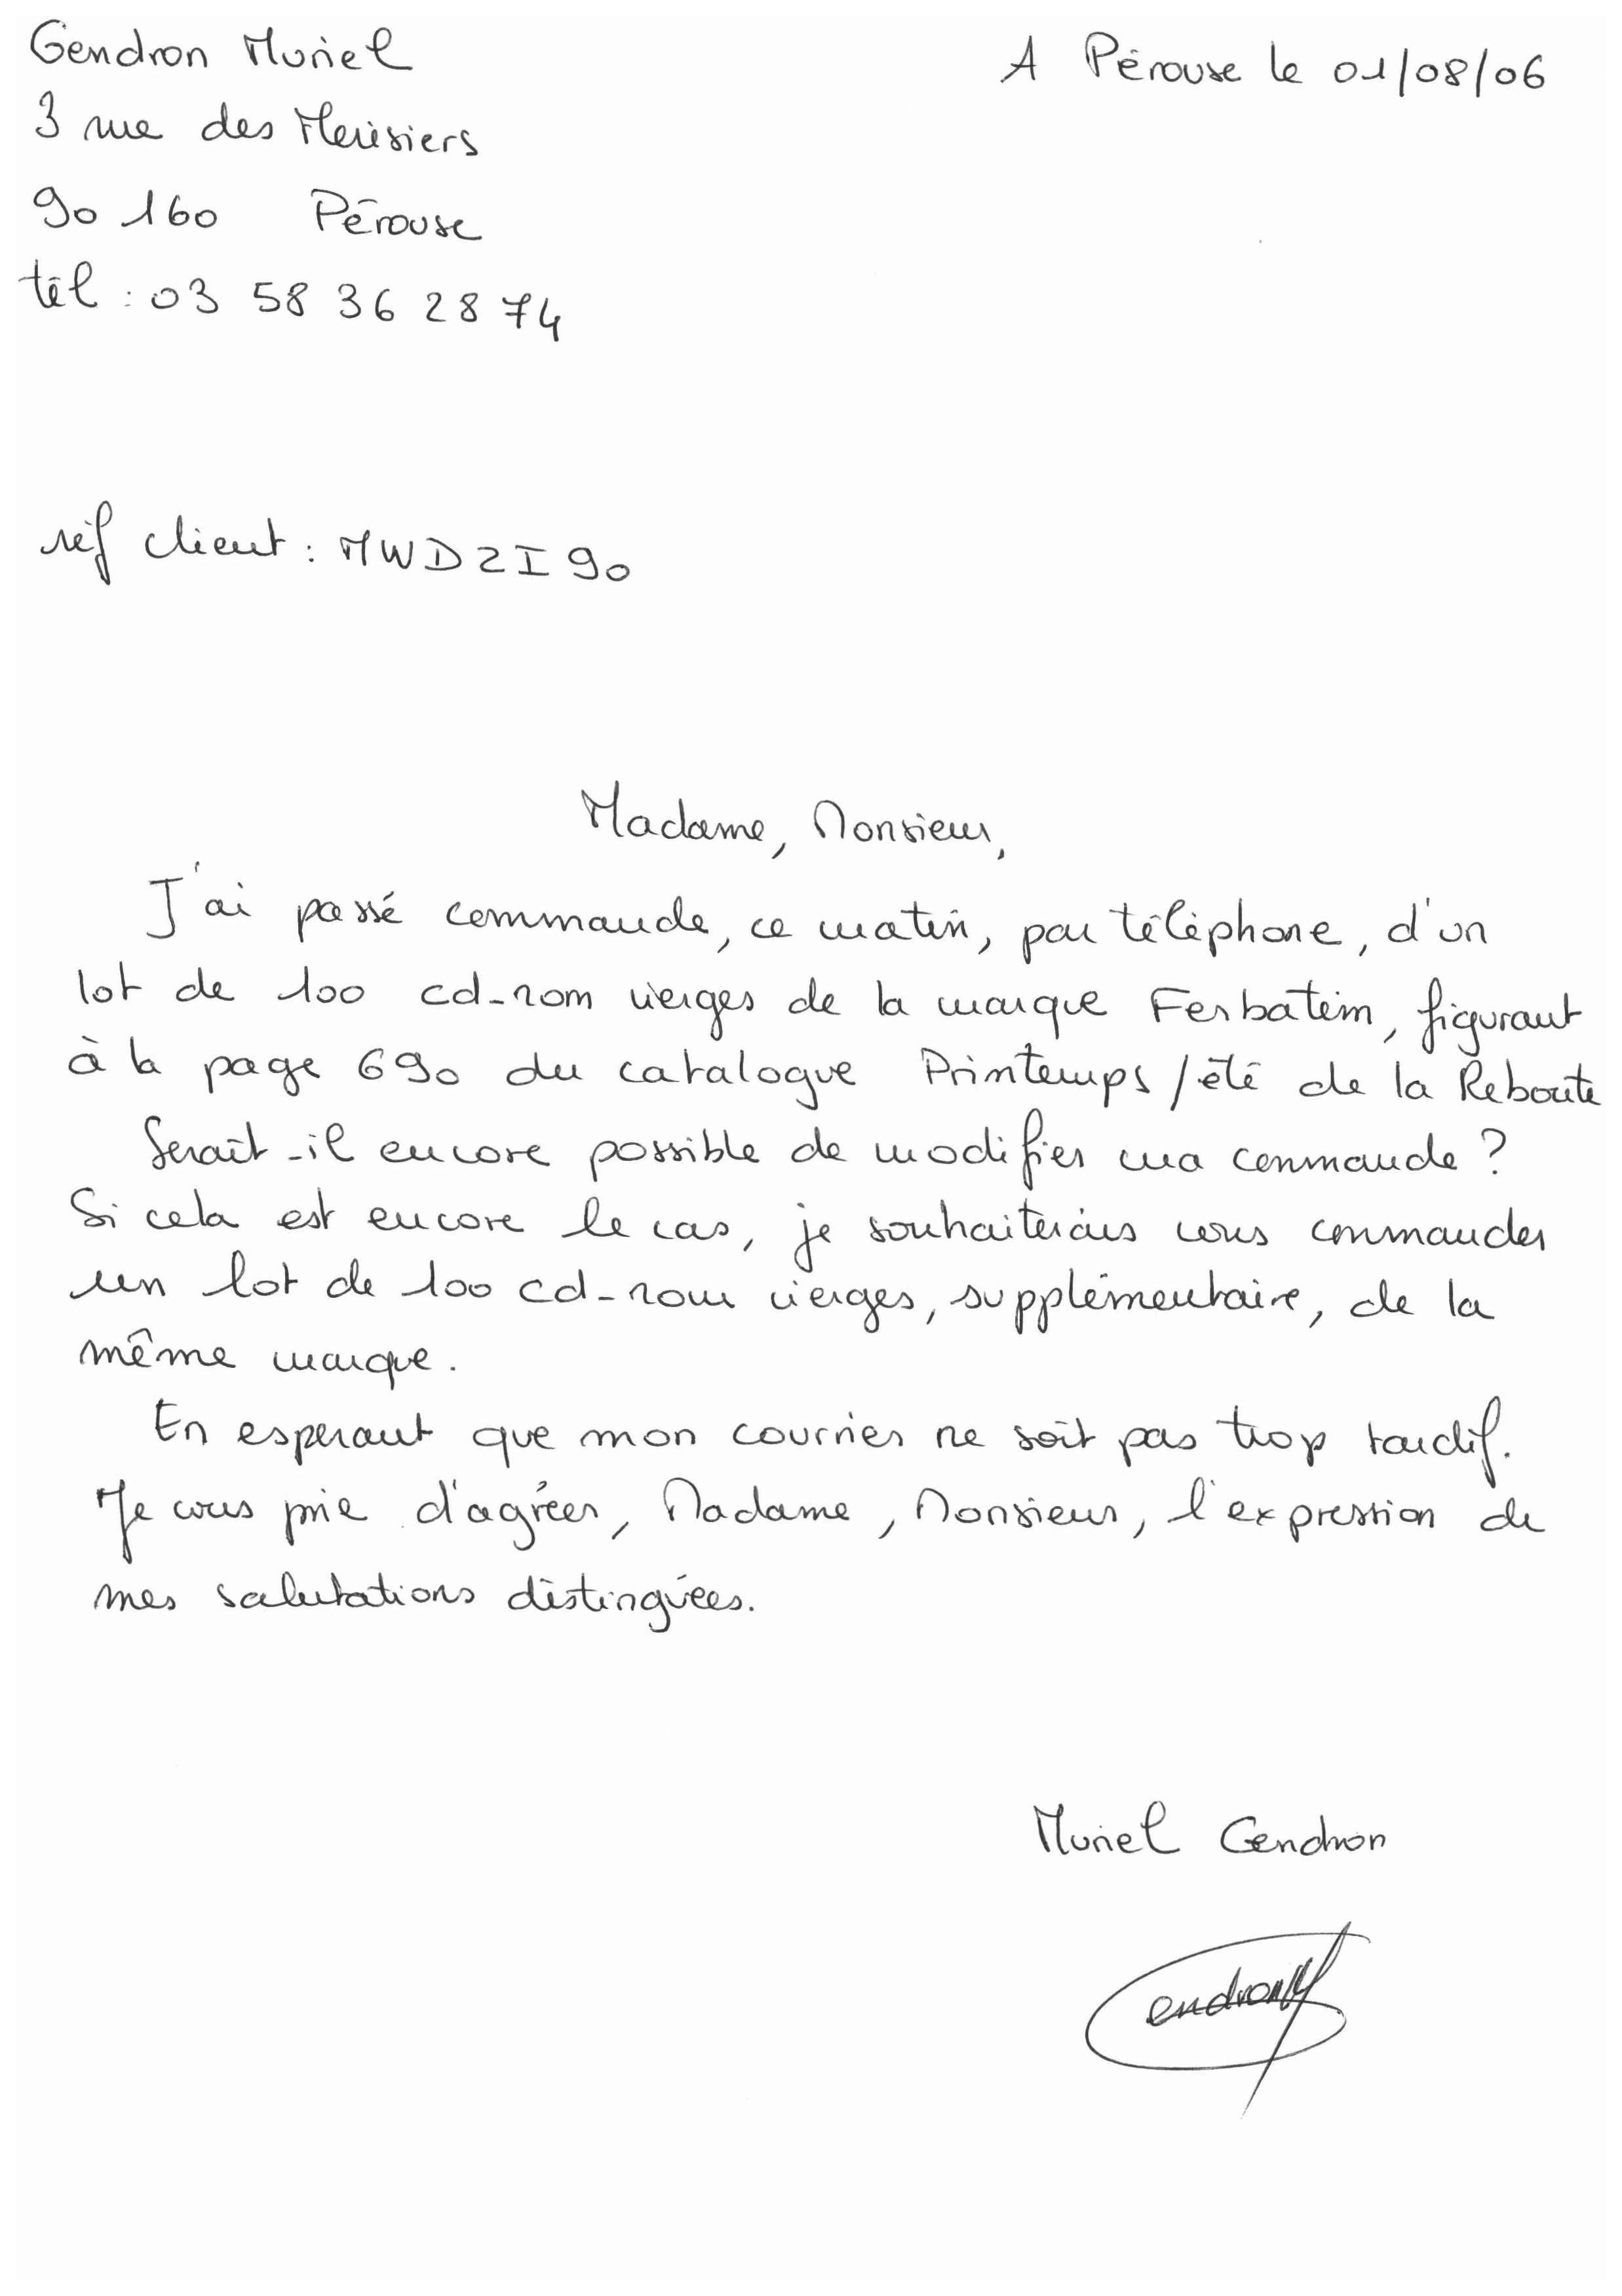 Gendron Muriel
A Pérouse le 01/08/06
3 rue des Merisiers
90 160 Pérouse
tél : 03 58 36 28 74
réf client : MWDZI90
Madame, Monsieur,
J'ai passé commande, ce matin, par téléphone, d'un
lot de 100 cd-rom vierges de la marque Ferbatim, figurant
à la page 690 du catalogue Printemps/été de la Reboute
Serait-il encore possible de modifier ma commande ?
Si cela est encore le cas, je souhaiterais vous commander
un lot de 100 cd-rom vierges, supplémentaire, de la
même marque.
En esperant que mon courrier ne soit pas trop tardif.
Je vous prie d'agréer, Madame, Monsieur, l'expression de
mes salutations distinguées.
Muriel Gendron